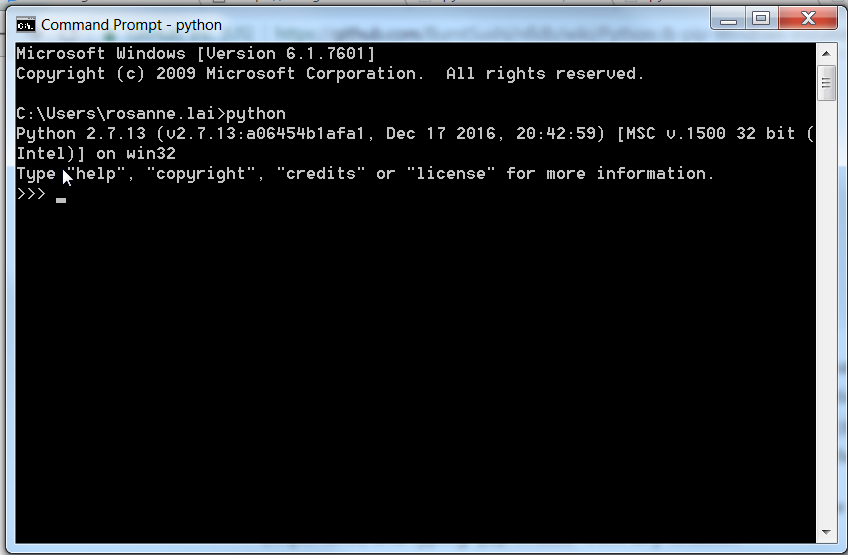 Command Prompt - python
Microsoft Windows [Version 6.1.7601]
Copyright (c) 2009 Microsoft Corporation.  All rights reserved.
C:\Users\rosanne.lai>python
Python 2.7.13 (v2.7.13:a06454b1afa1, Dec 17 2016, 20:42:59) [MSC v.1500 32 bit (
Intel)] on win32
Type "help", "copyright", "credits" or "license" for more information.
>>>